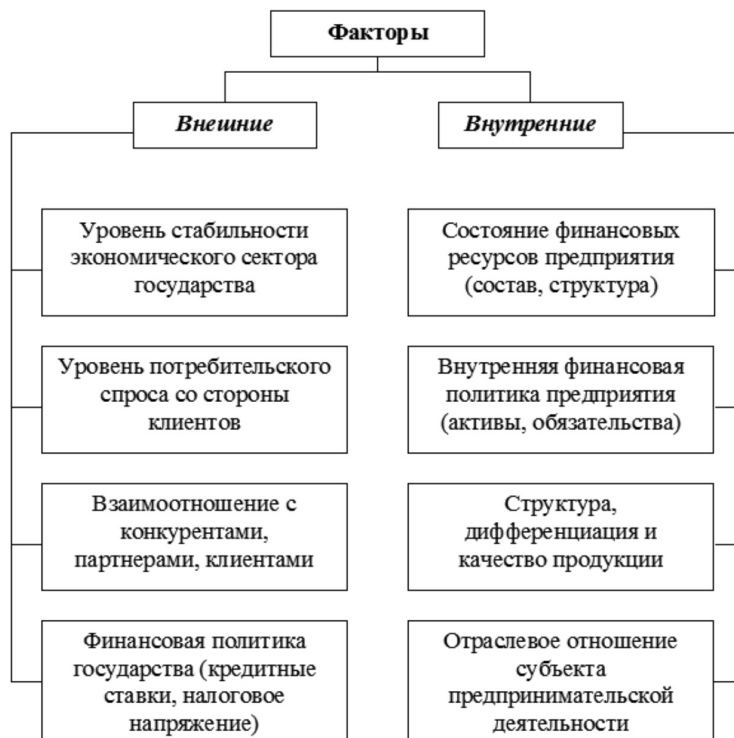 Факторы
Внешние
Внутренние
Уровень стабильности
экономического сектора
государства
Состояние финансовых
ресурсов предприятия
(состав, структура)
Уровень потребительского
спроса со стороны
клиентов
Внутренняя финансовая
политика предприятия
(активы, обязательства)
Взаимоотношение с
конкурентами,
партнерами, клиентами
Структура,
дифференциация и
качество продукции
Финансовая политика
государства (кредитные
ставки, налоговое
напряжение)
Отраслевое отношение
субъекта
предпринимательской
деятельности